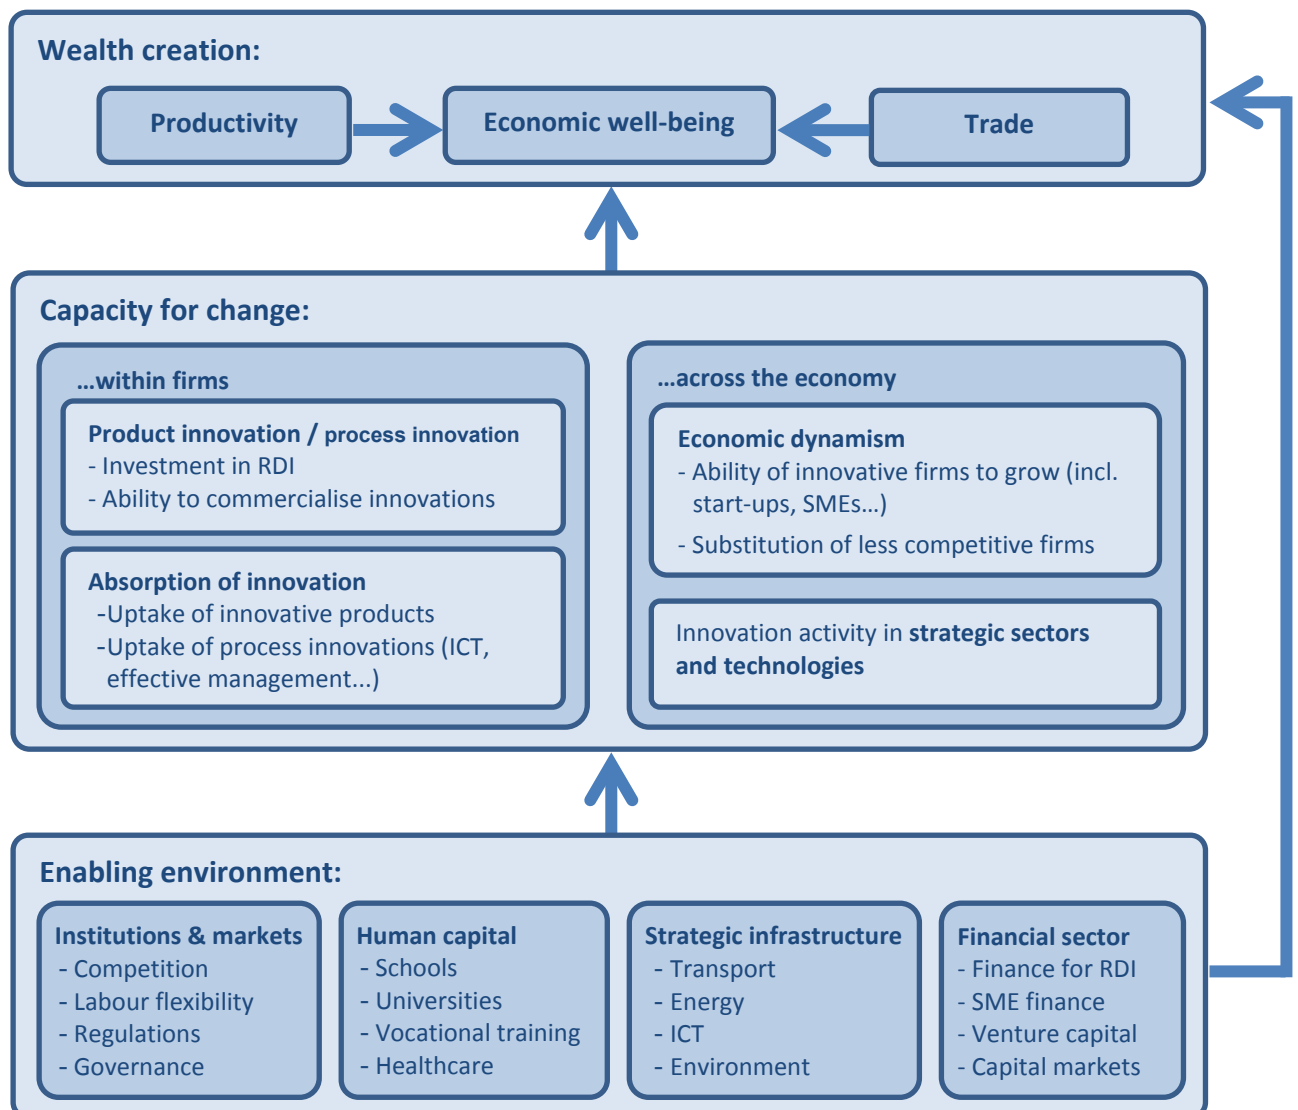 Wealth creation:
Productivity
Economic well-being
Trade
Capacity for change:
...within firms
Product innovation / process innovation
- Investment in RDI
- Ability to commercialise innovations
Absorption of innovation
-Uptake of innovative products
-Uptake of process innovations (ICT,
effective management...)
...across the economy
Economic dynamism
- Ability of innovative firms to grow (incl.
start-ups, SMEs...)
- Substitution of less competitive firms
Innovation activity in strategic sectors
and technologies
Enabling environment:
Institutions & markets
- Competition
- Labour flexibility
- Regulations
- Governance
Human capital
- Schools
- Universities
- Vocational training
- Healthcare
Strategic infrastructure
- Transport
- Energy
- ICT
- Environment
Financial sector
- Finance for RDI
- SME finance
- Venture capital
- Capital markets